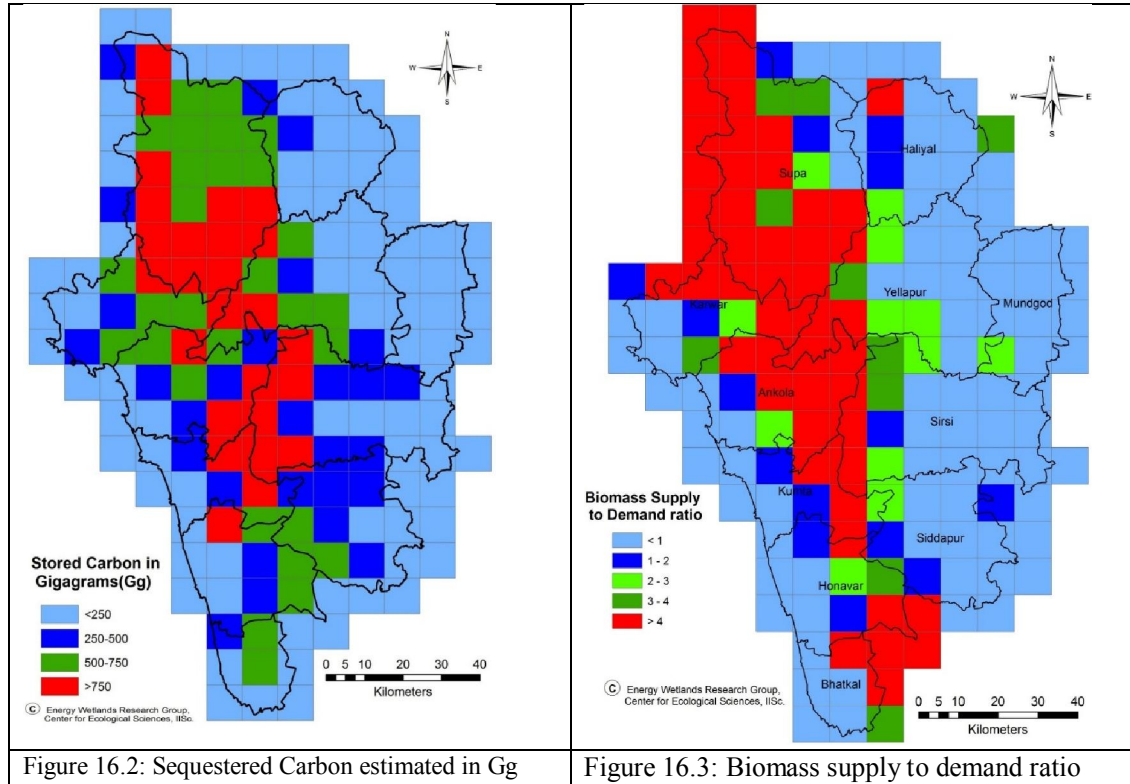 N
W E
S
Stored Carbon in
Gigagrams(Gg)
<250
250-500
500-750
>750
0 5 10 20 30 40
Kilometers
© Energy Wetlands Research Group,
Center for Ecological Sciences, IISc.
Figure 16.2: Sequestered Carbon estimated in Gg
N
W E
S
Haliyal
Supa
Yellapur
Mundgod
Karwar
Ankola
Sirsi
Kumta
Siddapur
Honavar
Bhatkal
Biomass Supply
to Demand ratio
< 1
1 - 2
2 - 3
3 - 4
> 4
0 5 10 20 30 40
Kilometers
© Energy Wetlands Research Group,
Center for Ecological Sciences, IISc.
Figure 16.3: Biomass supply to demand ratio